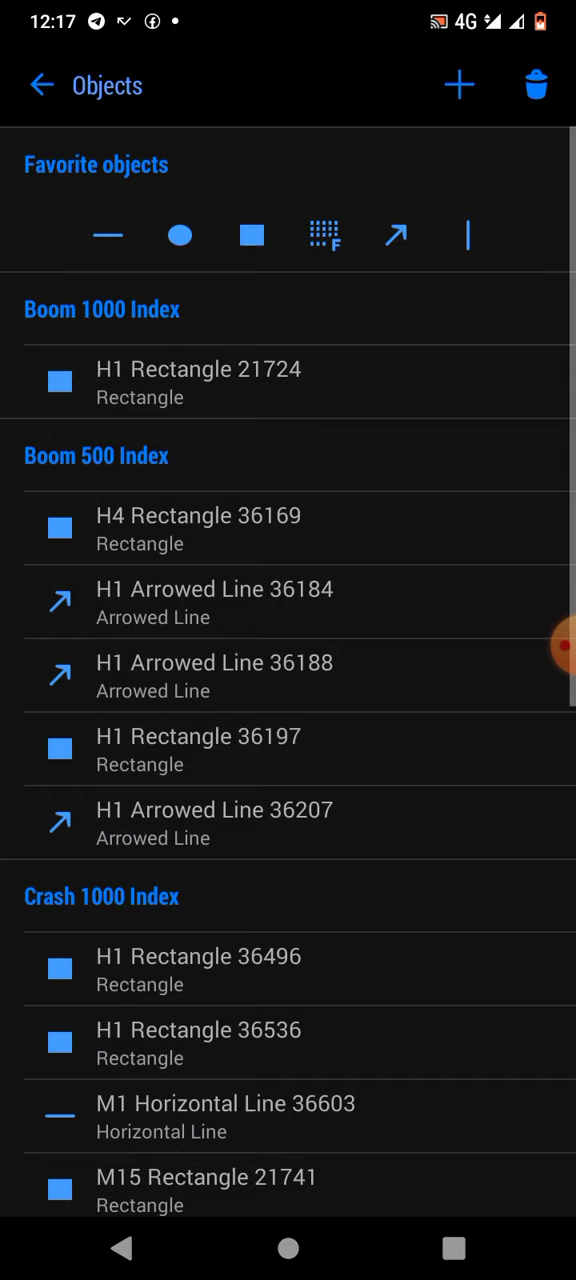 12:17
4G
Objects
Favorite objects
F
Boom 1000 Index
H1 Rectangle 21724
Rectangle
Boom 500 Index
H4 Rectangle 36169
Rectangle
H1 Arrowed Line 36184
Arrowed Line
H1 Arrowed Line 36188
Arrowed Line
H1 Rectangle 36197
Rectangle
H1 Arrowed Line 36207
Arrowed Line
Crash 1000 Index
H1 Rectangle 36496
Rectangle
H1 Rectangle 36536
Rectangle
M1 Horizontal Line 36603
Horizontal Line
M15 Rectangle 21741
Rectangle